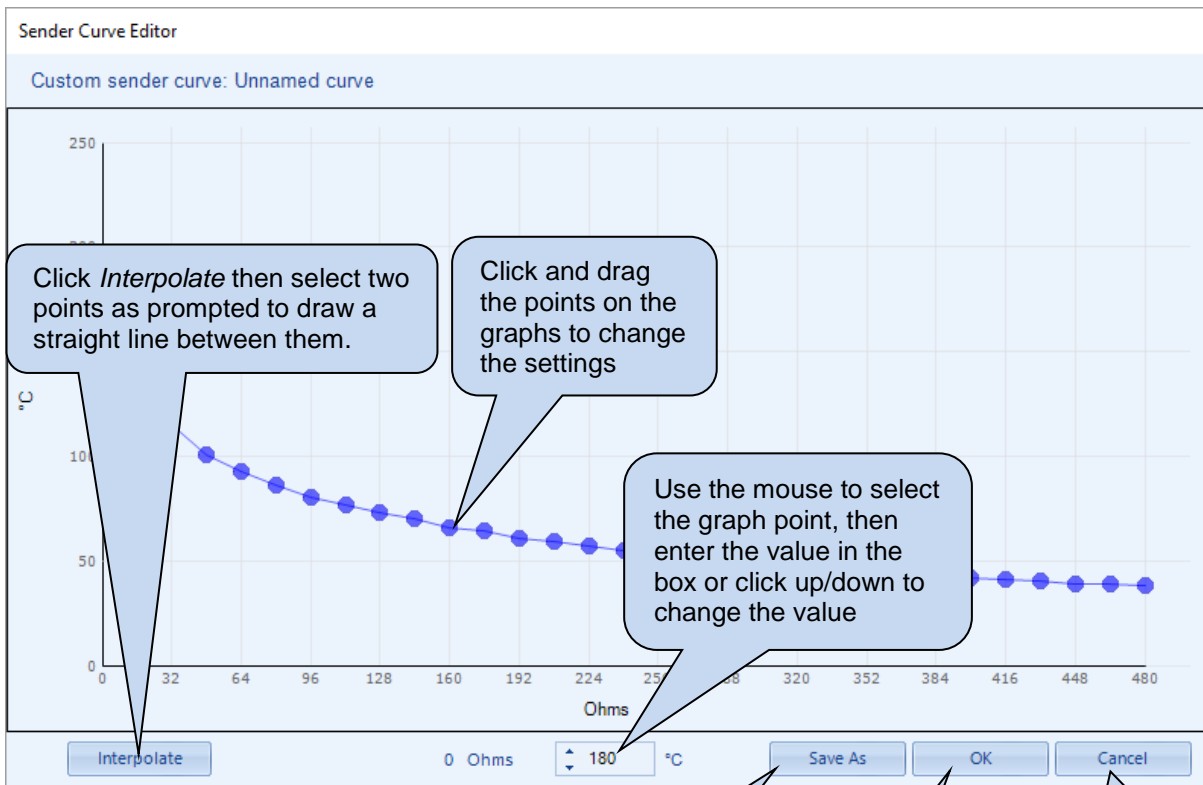 Sender Curve Editor
Custom sender curve: Unnamed curve
250
Click Interpolate then select two
points as prompted to draw a
straight line between them.
Click and drag
the points on the
graphs to change
the settings
°C
Use the mouse to select
the graph point, then
enter the value in the
box or click up/down to
change the value
50
0
0 32 64 96 128 160 192 224 320 352 384 416 448 480
Ohms
Interpolate 0 Ohms 180 °C Save As OK Cancel